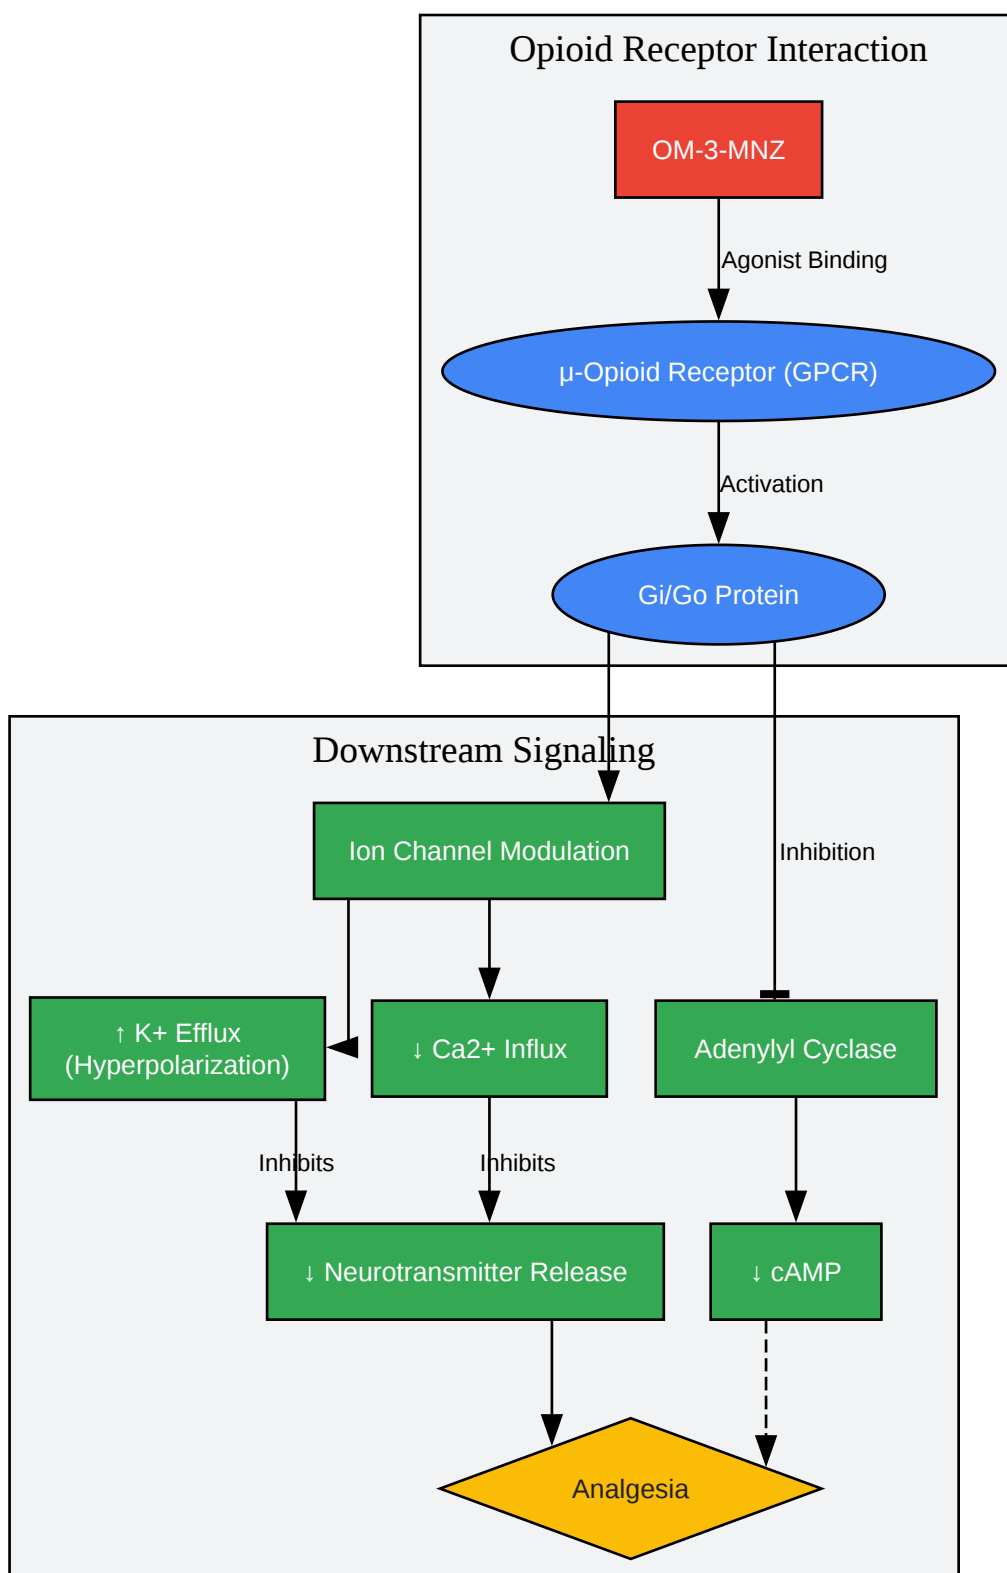 Opioid Receptor Interaction
OM-3-MNZ
Agonist Binding
μ-Opioid Receptor (GPCR)
Activation
Gi/Go Protein
Downstream Signaling
Ion Channel Modulation
Inhibition
↑ K+ Efflux
(Hyperpolarization)
↓ Ca2+ Influx
Adenylyl Cyclase
Inhibits
Inhibits
↓ Neurotransmitter Release
↓ cAMP
Analgesia